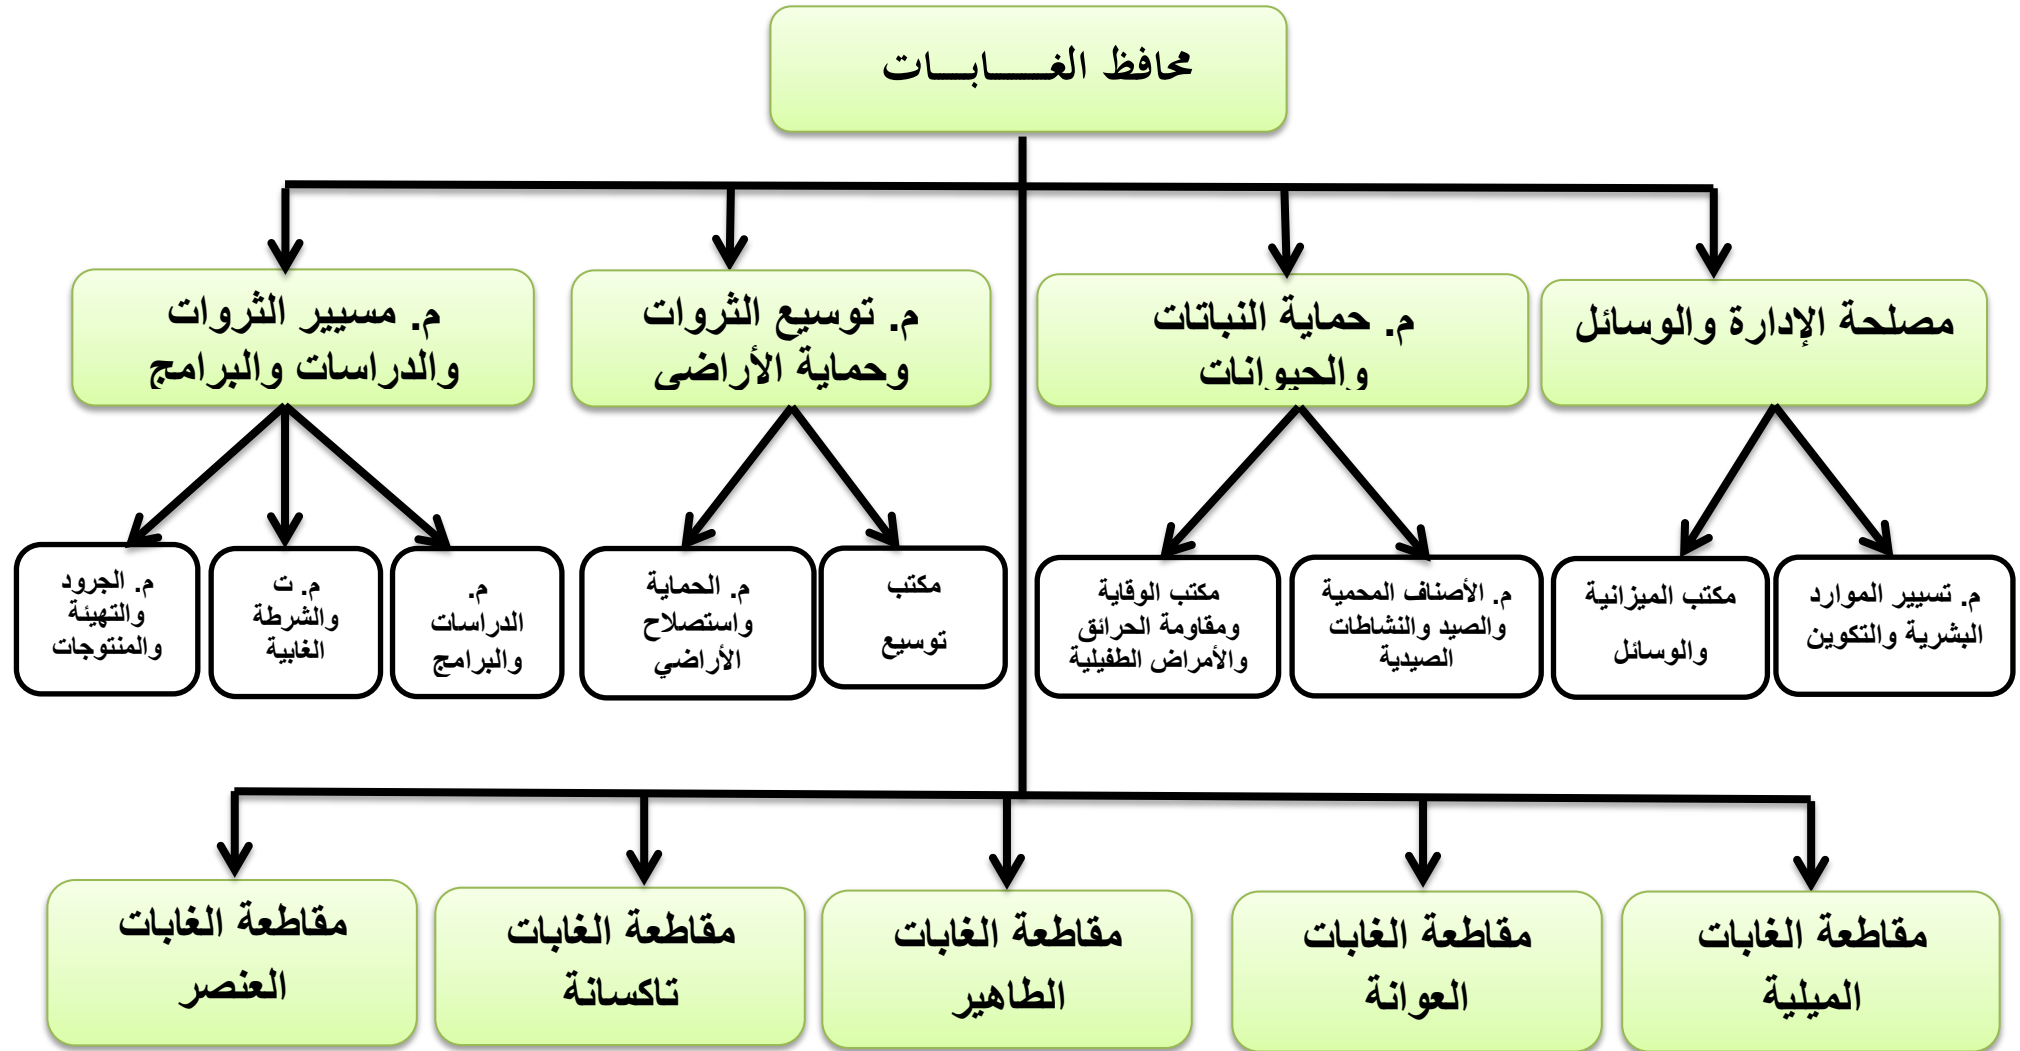 محافظ الغـــــابـــات
مصلحة الإدارة والوسائل
م. حماية النباتات
والحيوانات
م. توسيع الثروات
وحماية الأراضي
م. مسيير الثروات
والدراسات والبرامج
م. تسيير الموارد
البشرية والتكوين
مكتب الميزانية
والوسائل
م. الأصناف المحمية
والصيد والنشاطات
الصيدية
مكتب الوقاية
ومقاومة الحرائق
والأمراض الطفيلية
مكتب
توسيع
م. الحماية
واستصلاح
الأراضي
م.
الدراسات
والبرامج
م. ت
والشرطة
الغابية
م. الجرود
والتهيئة
والمنتوجات
مقاطعة الغابات
الميلية
مقاطعة الغابات
العوانة
مقاطعة الغابات
الطاهير
مقاطعة الغابات
تاكسانة
مقاطعة الغابات
العنصر